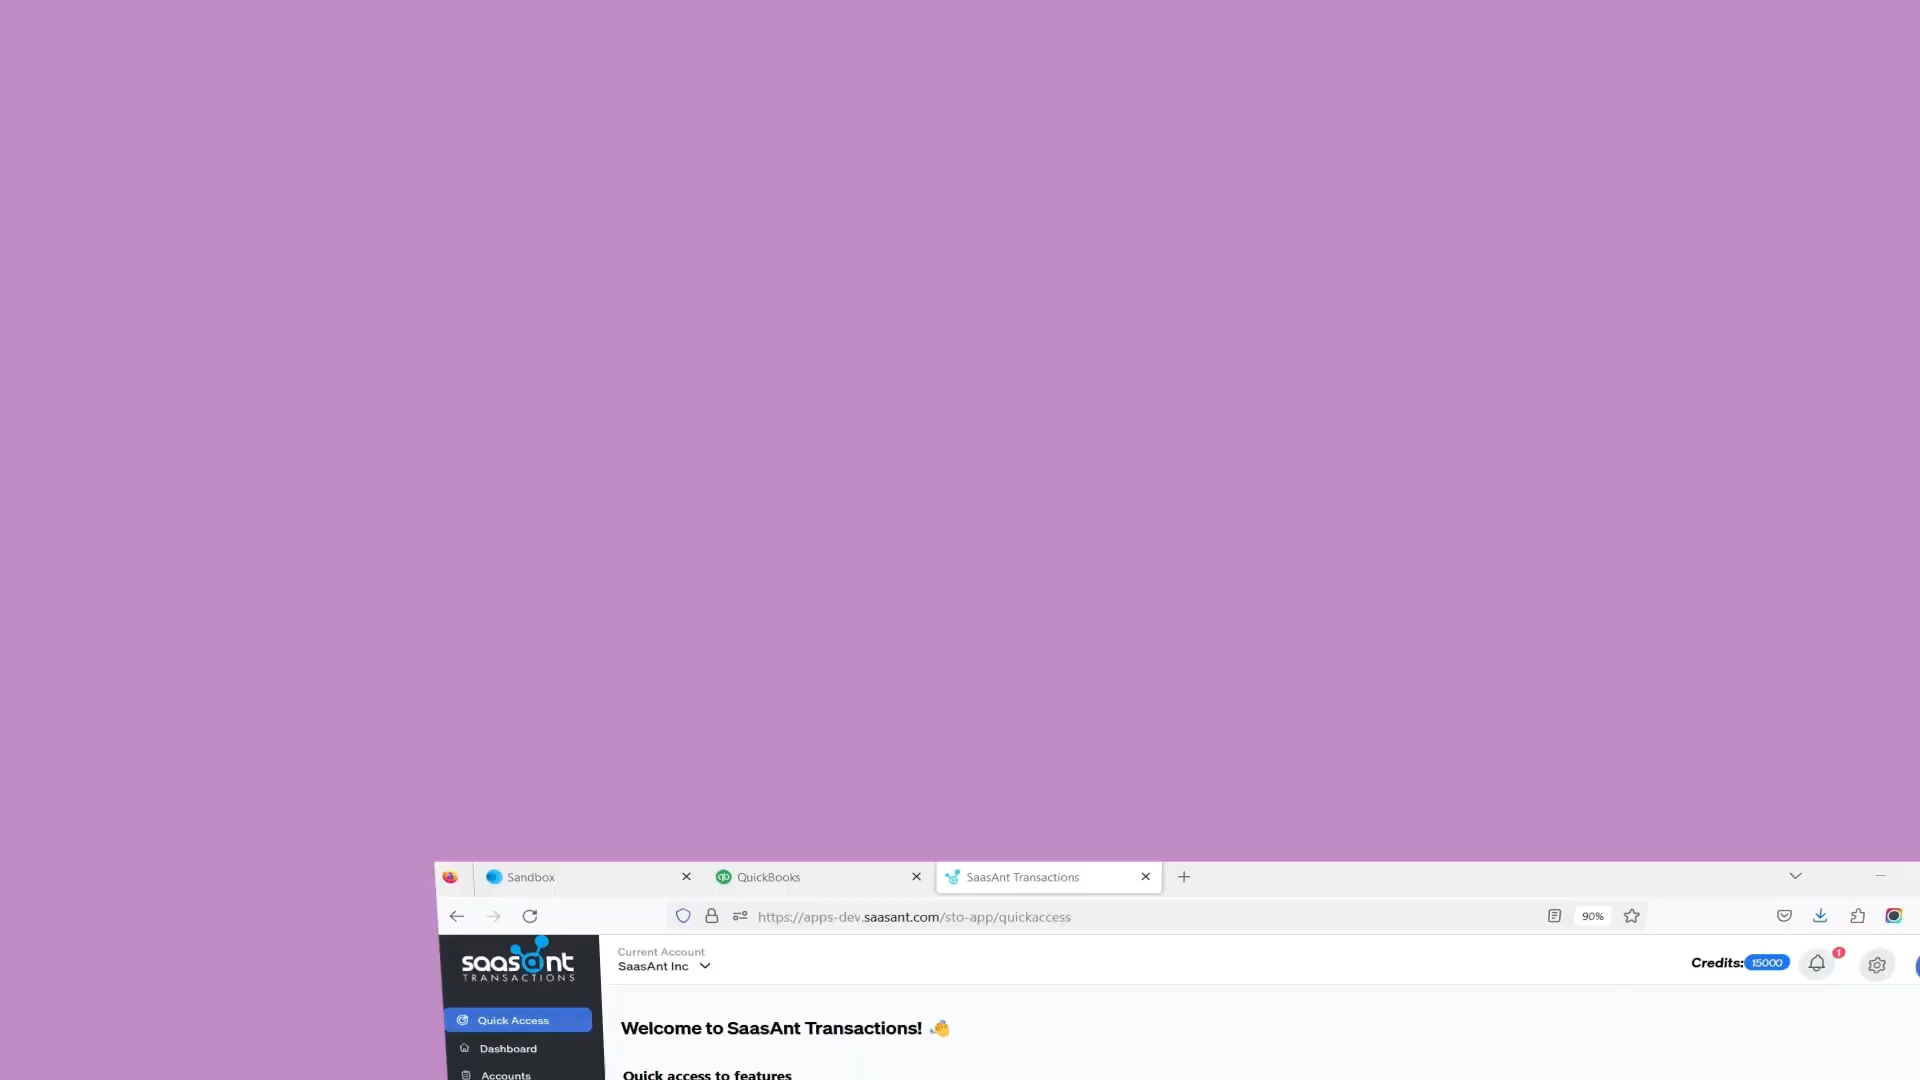 Sandbox
QuickBooks
SaasAnt Transactions
https://apps-dev.saasant.com/sto-app/quickaccess
90%
saasant
TRANSACTIONS
Current Account
SaasAnt Inc
Credits: 15000
1
Quick Access
Welcome to SaasAnt Transactions! 👋
Dashboard
Accounts
Quick access to features